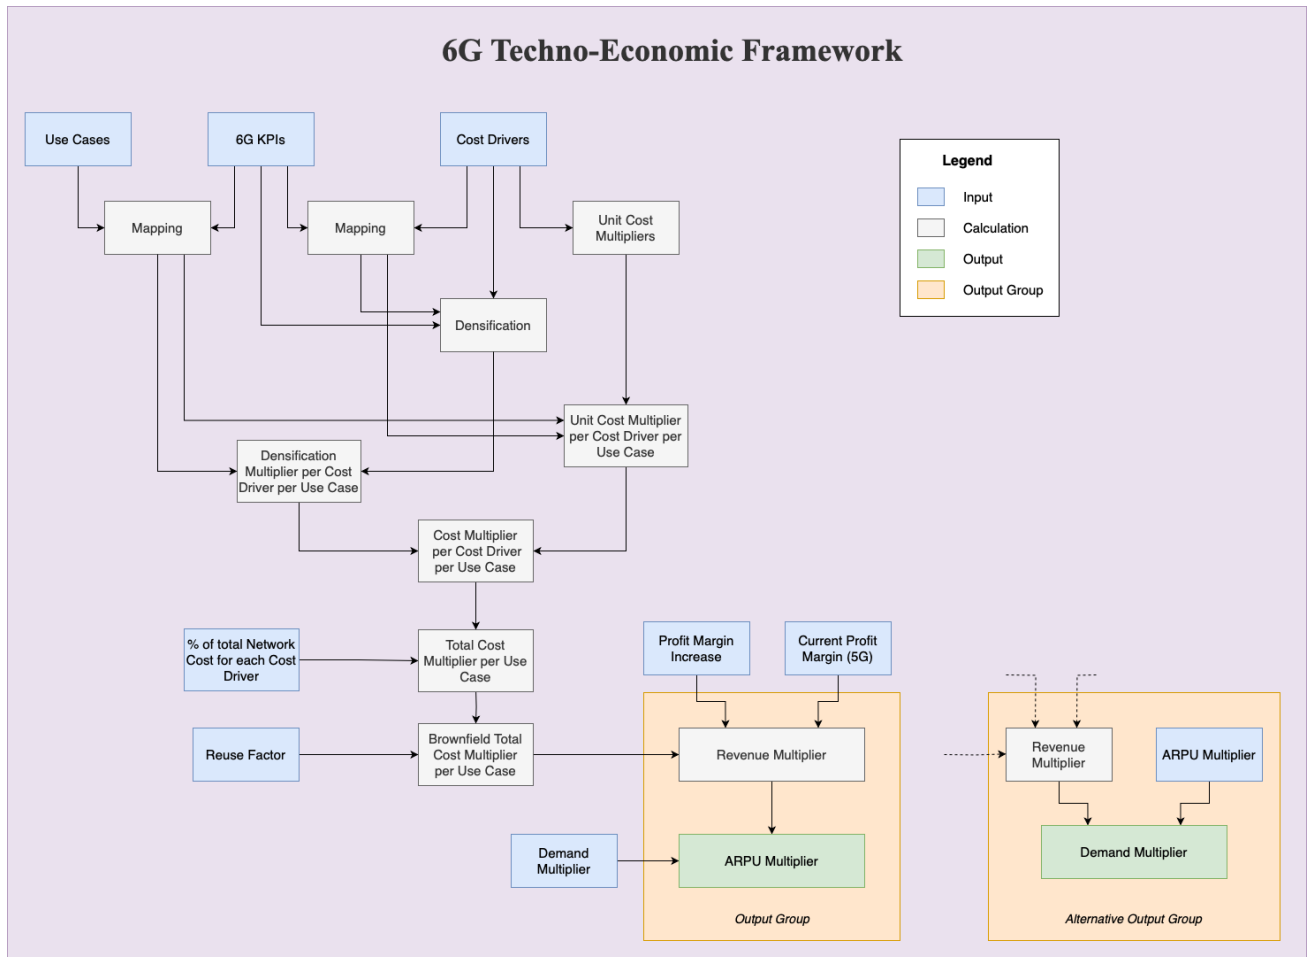 6G Techno-Economic Framework
Use Cases
6G KPIs
Cost Drivers
Legend
Input
Calculation
Output
Output Group
Mapping
Mapping
Unit Cost
Multipliers
Densification
Unit Cost Multiplier
per Cost Driver per
Use Case
Densification
Multiplier per Cost
Driver per Use Case
Cost Multiplier
per Cost Driver
per Use Case
% of total Network
Cost for each Cost
Driver
Total Cost
Multiplier per Use
Case
Profit Margin
Increase
Current Profit
Margin (5G)
Reuse Factor
Brownfield Total
Cost Multiplier
per Use Case
Revenue Multiplier
Revenue
Multiplier
ARPU Multiplier
Demand
Multiplier
ARPU Multiplier
Demand Multiplier
Output Group
Alternative Output Group